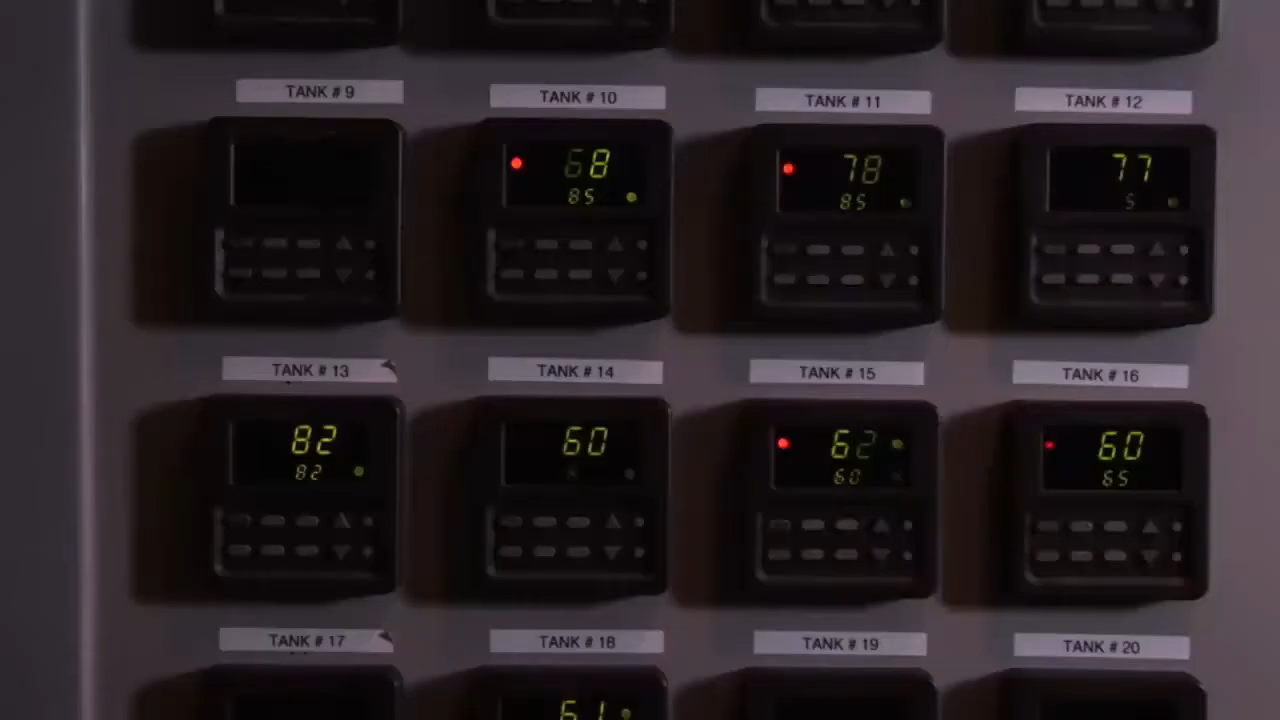 TANK # 9
TANK # 10
TANK # 11
TANK # 12
68
78
77
85
85
5
TANK # 13
TANK # 14
TANK # 15
TANK # 16
82
60
62
60
82
60
65
TANK # 17
TANK # 18
TANK # 19
TANK # 20
61